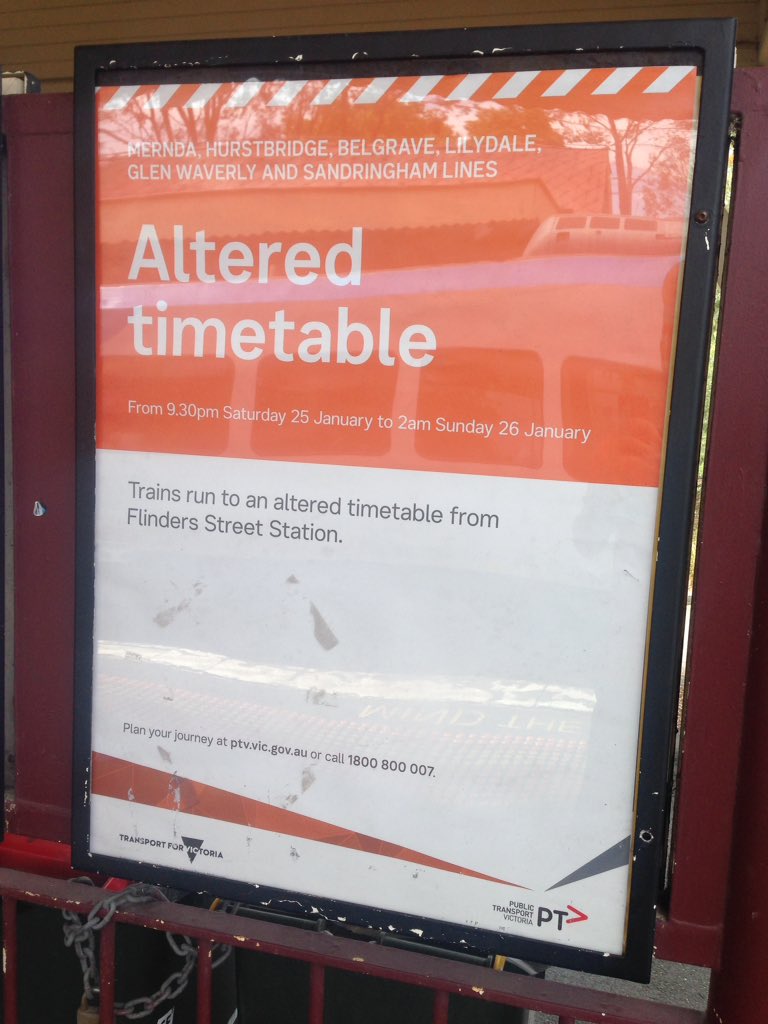 MERNDA, HURSTBRIDGE, BELGRAVE, LILYDALE,
GLEN WAVERLY AND SANDRINGHAM LINES
Altered
timetable
From 9.30pm Saturday 25 January to 2am Sunday 26 January
Trains run to an altered timetable from
Flinders Street Station.
MIND THE
Plan your journey at ptv.vic.gov.au or call 1800 800 007.
TRANSPORT FOR VICTORIA
PUBLIC
TRANSPORT
VICTORIA
PT>